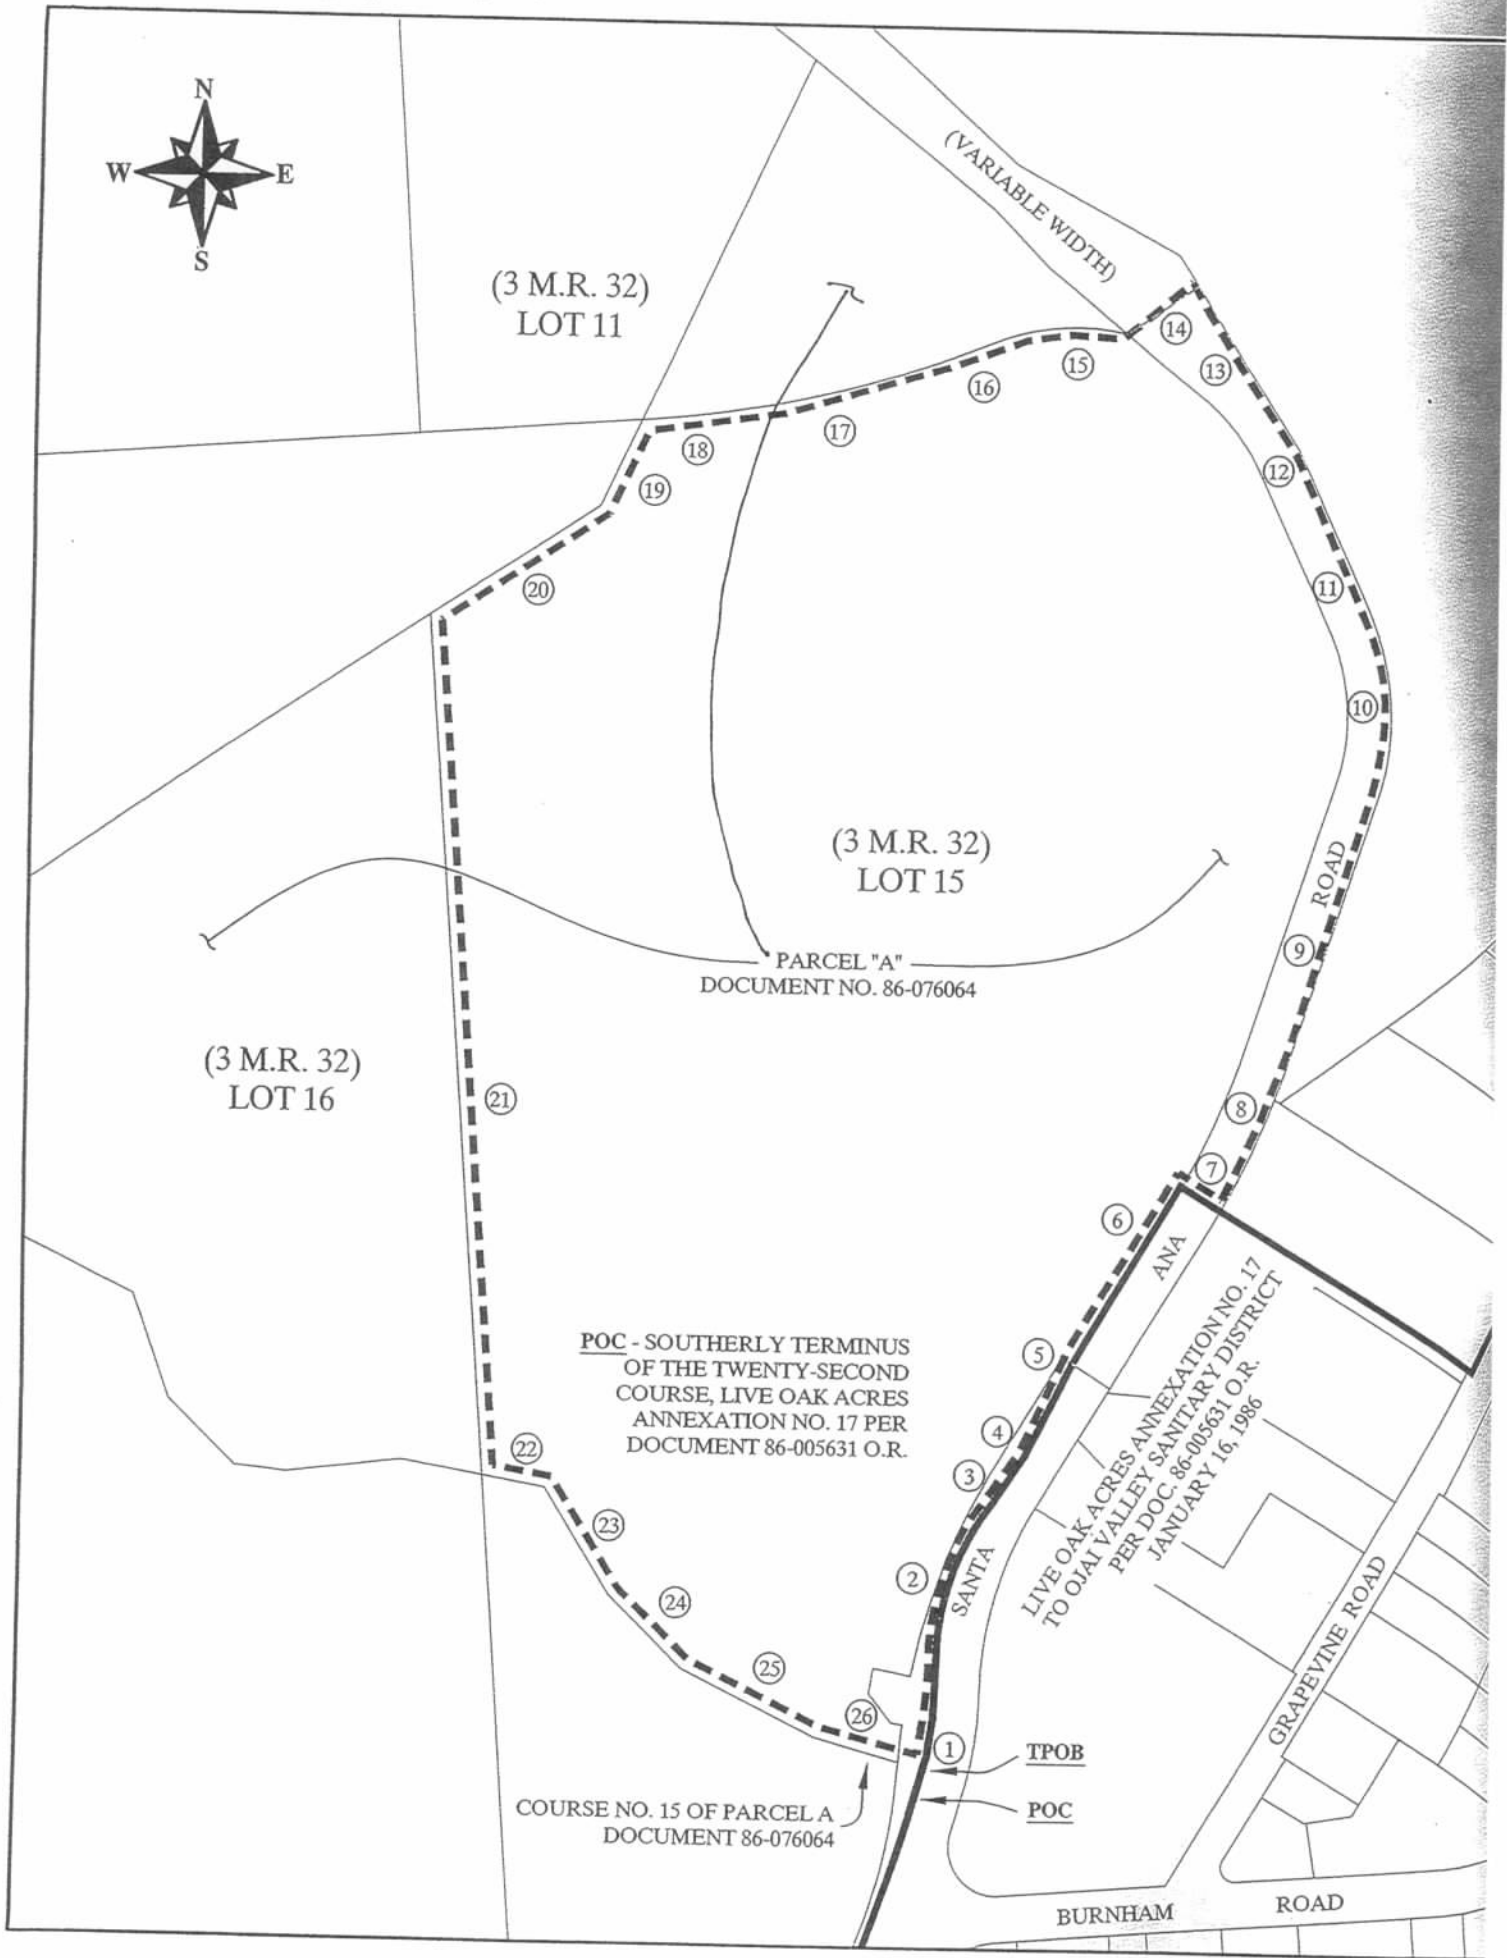 N
W E
S
(VARIABLE WIDTH)
(3 M.R. 32)
LOT 11
14
15
13
16
17
18
12
19
20
11
10
(3 M.R. 32)
LOT 15
ROAD
9
PARCEL "A"
DOCUMENT NO. 86-076064
(3 M.R. 32)
LOT 16
21
8
7
6
ANA
POC - SOUTHERLY TERMINUS
OF THE TWENTY-SECOND
COURSE, LIVE OAK ACRES
ANNEXATION NO. 17 PER
DOCUMENT 86-005631 O.R.
5
4
3
LIVE OAK ACRES ANNEXATION NO. 17
TO OJAI VALLEY SANITARY DISTRICT
PER DOC. 86-005631 O.R.
JANUARY 16, 1986
22
23
2
SANTA
24
25
26
1
GRAPEVINE ROAD
TPOB
POC
COURSE NO. 15 OF PARCEL A
DOCUMENT 86-076064
BURNHAM ROAD